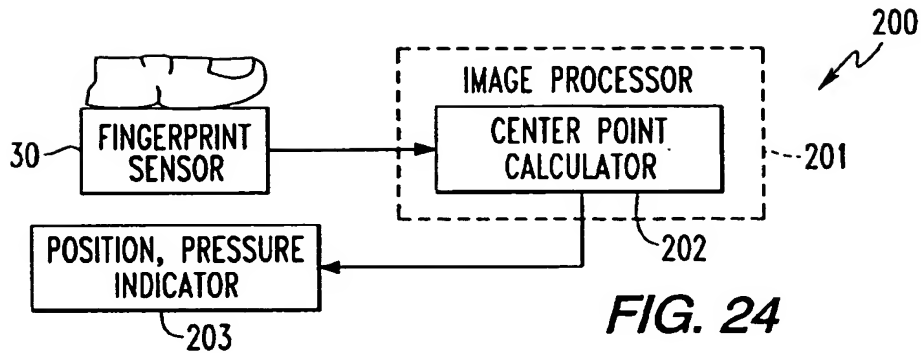 200
IMAGE PROCESSOR
30
FINGERPRINT
SENSOR
CENTER POINT
CALCULATOR
201
202
POSITION, PRESSURE
INDICATOR
203
FIG. 24